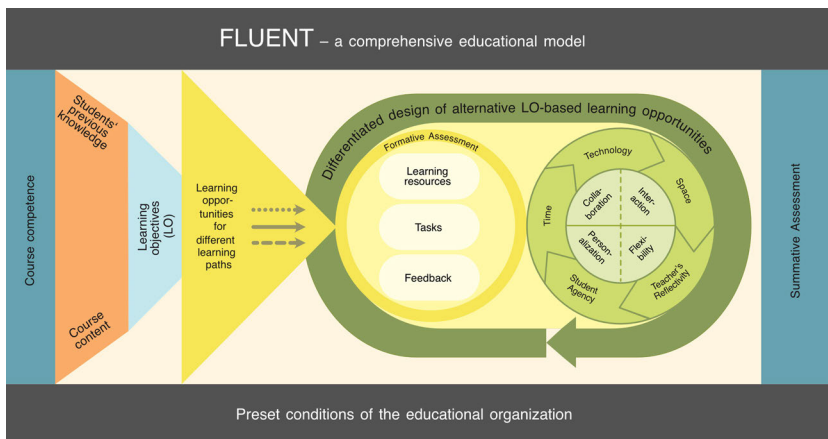 FLUENT – a comprehensive educational model
Course competence
Students'
previous
knowledge
Course
content
Learning
objectives
(LO)
Learning
oppor-
tunities
for
different
learning
paths
Differentiated design of alternative LO-based learning opportunities
Formative Assessment
Learning
resources
Tasks
Feedback
Technology
Space
Teacher's
Reflectivity
Student
Agency
Time
Colla-
boration
Inter-
action
Person-
alization
Flexi-
bility
Summative Assessment
Preset conditions of the educational organization